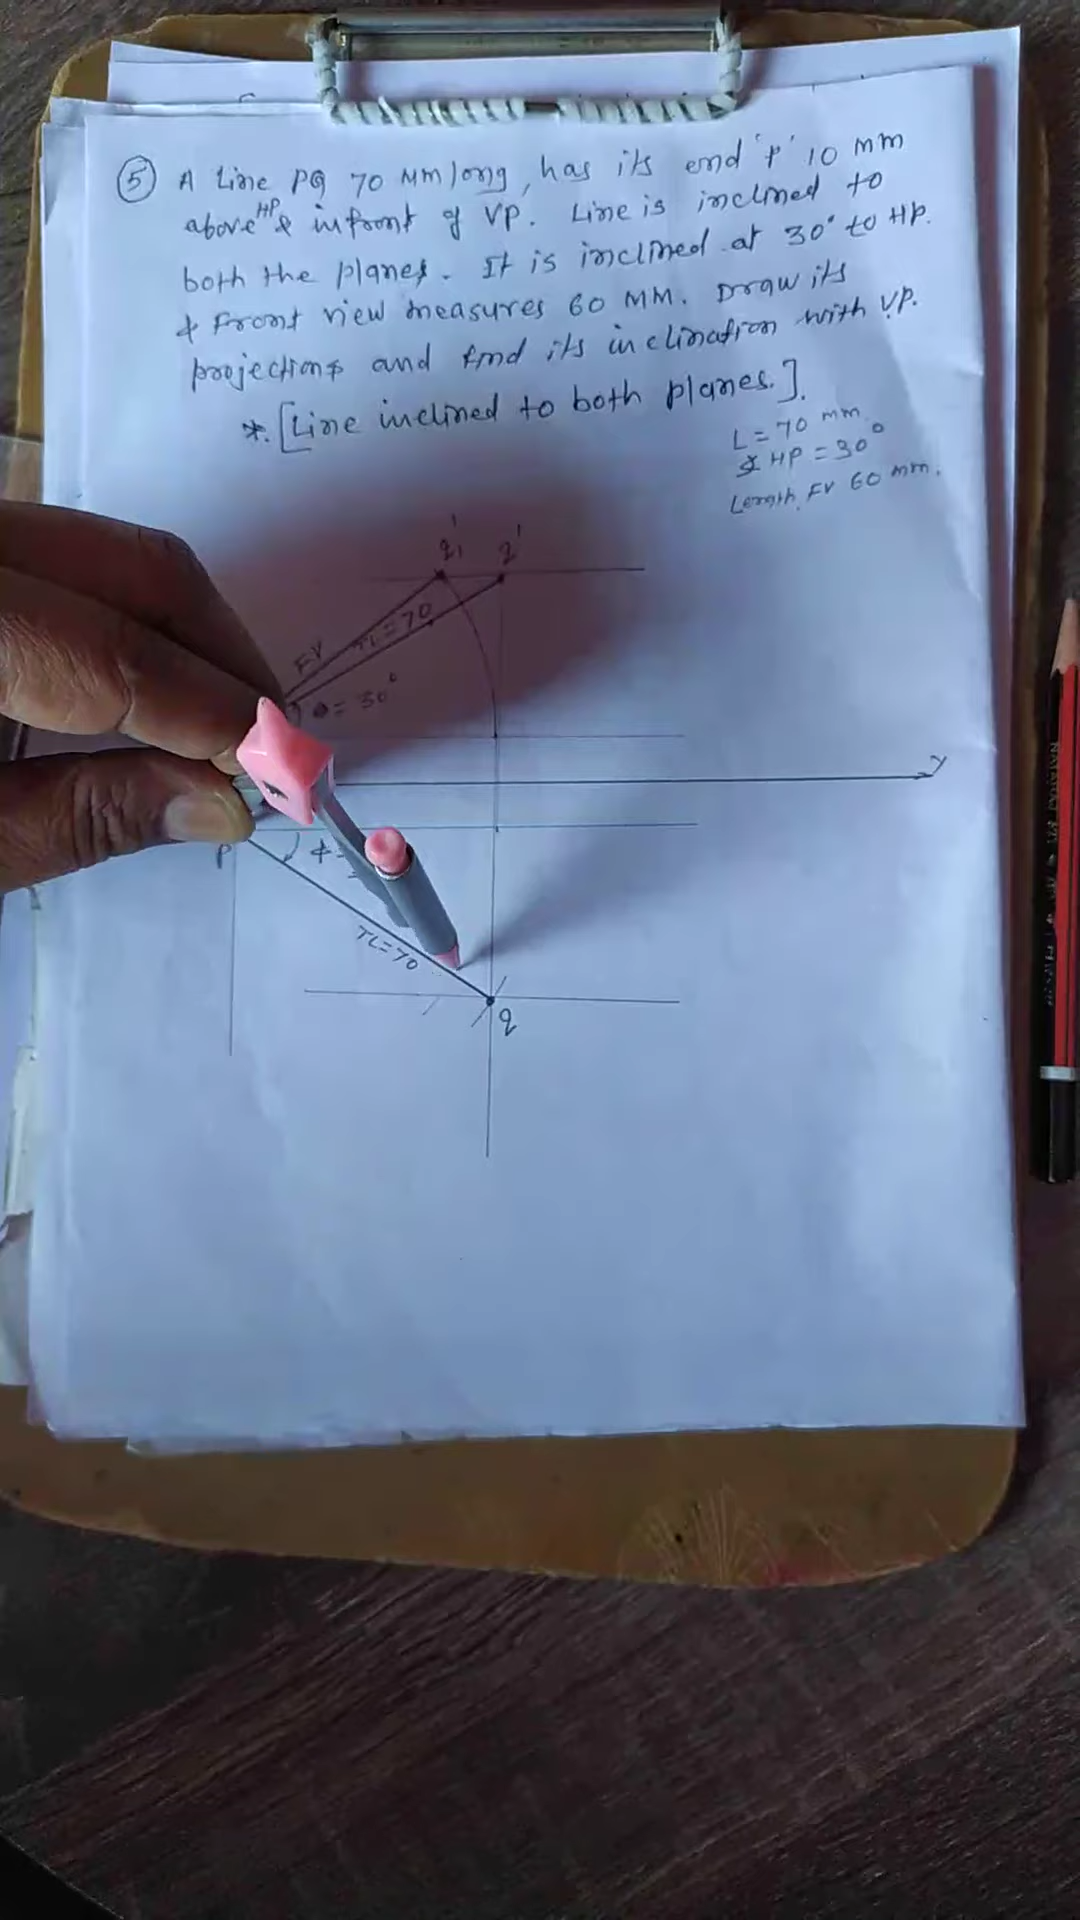 ⑤ A Line PQ 70 MM long, has its end 'P' 10 mm
above HP & infront of VP. Line is inclined to
both the planes. It is inclined at 30° to HP.
& Front view measures 60 MM. Draw its
projections and find its inclination with VP.
*. [Line inclined to both planes.].
L = 70 mm.
∠ HP = 30°
Length FV 60 mm.
q1' q'
FV TL=70
θ = 30°
y
P ϕ=
TL=70
q